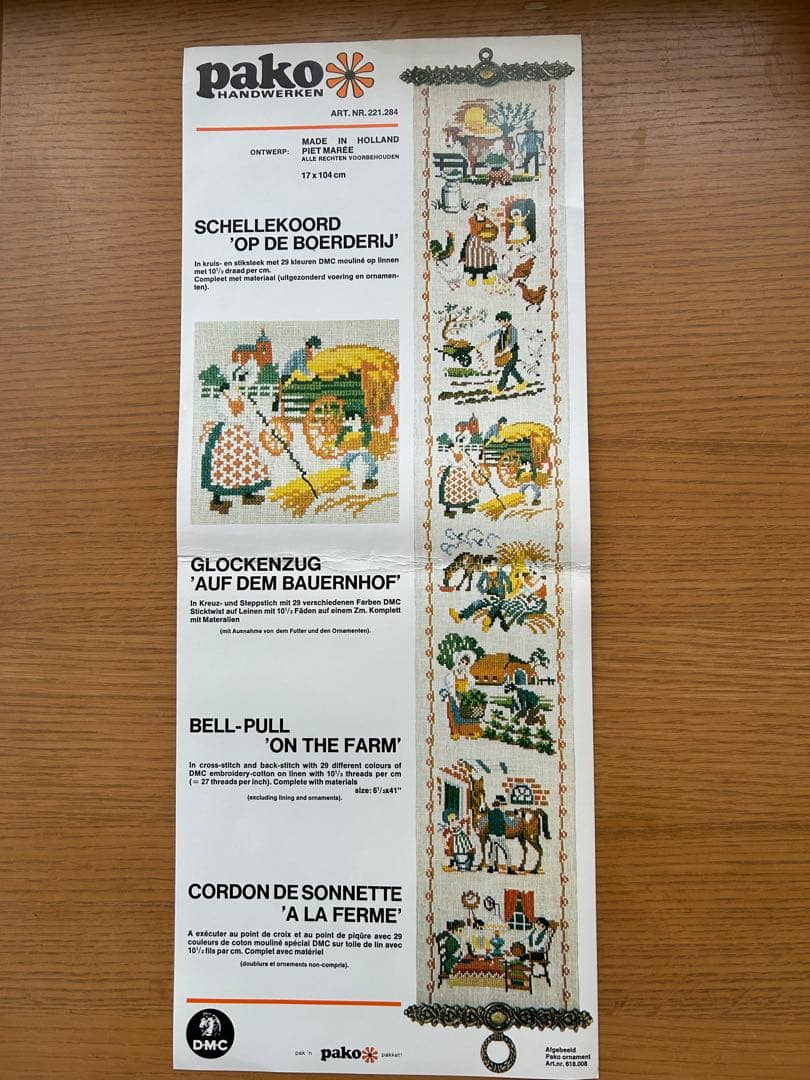 pako
HANDWERKEN
ART. NR. 221.284
MADE IN HOLLAND
ONTWERP: PIET MARÉE
ALLE RECHTEN VOORBEHOUDEN
17 x 104 cm
SCHELLEKOORD
'OP DE BOERDERIJ'
In kruis- en stiksteek met 29 kleuren DMC mouliné op linnen
met 10½ draad per cm.
Compleet met materiaal (uitgezonderd voering en ornamen-
ten).
GLOCKENZUG
'AUF DEM BAUERNHOF'
In Kreuz- und Steppstich mit 29 verschiedenen Farben DMC
Sticktwist auf Leinen mit 10½ Fäden auf einem Zm. Komplett
mit Materalien
(mit Ausnahme von dem Futter und den Ornamenten).
BELL-PULL
'ON THE FARM'
In cross-stitch and back-stitch with 29 different colours of
DMC embroidery-cotton on linen with 10½ threads per cm
(= 27 threads per inch). Complete with materials
size: 6½x41"
(excluding lining and ornaments).
CORDON DE SONNETTE
'A LA FERME'
A exécuter au point de croix et au point de piqûre avec 29
couleurs de coton mouliné spécial DMC sur toile de lin avec
10½ fils par cm. Complet avec matériel
(doublure et ornements non-compris).
DMC
pak 'n pako pakket!
Afgebeeld
Pako ornament
Art.nr. 618.008